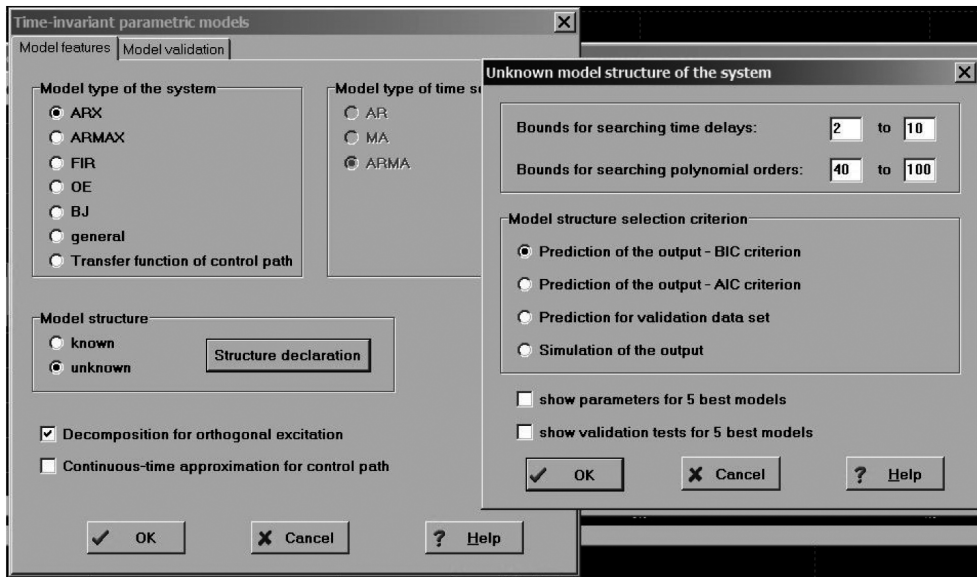 Time-invariant parametric models
Model features
Model validation
Model type of the system
ARX
ARMAX
FIR
OE
BJ
general
Transfer function of control path
Model type of time s
AR
MA
ARMA
Model structure
known
unknown
Structure declaration
Decomposition for orthogonal excitation
Continuous-time approximation for control path
OK
Cancel
? Help
Unknown model structure of the system
Bounds for searching time delays: 2 to 10
Bounds for searching polynomial orders: 40 to 100
Model structure selection criterion
Prediction of the output - BIC criterion
Prediction of the output - AIC criterion
Prediction for validation data set
Simulation of the output
show parameters for 5 best models
show validation tests for 5 best models
OK
Cancel
? Help